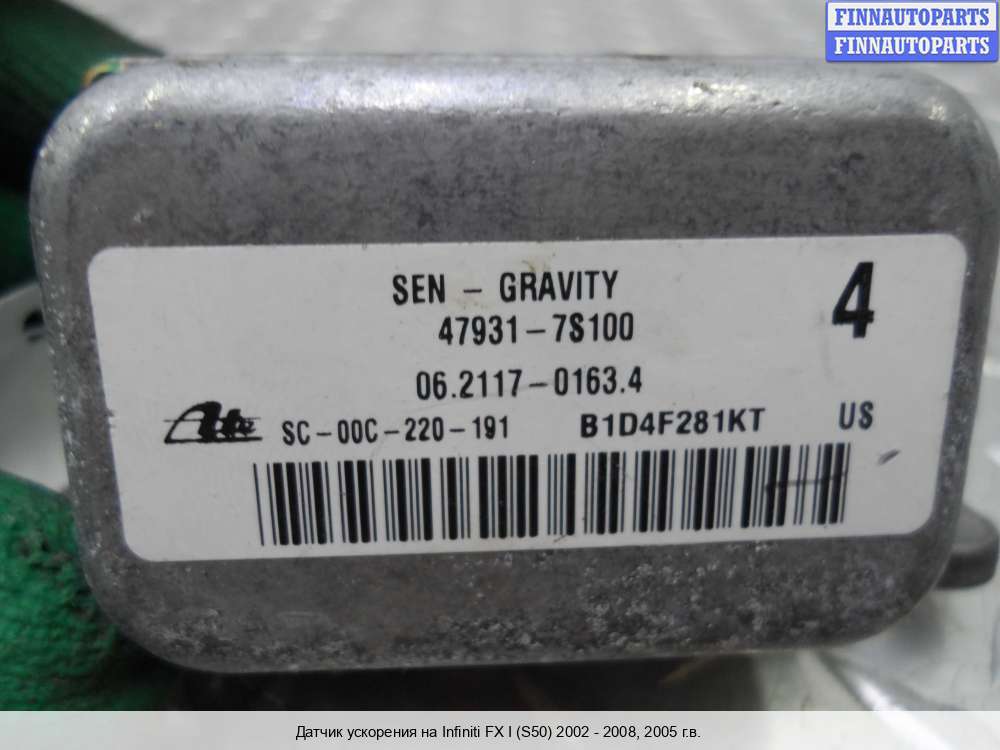 FINNAUTOPARTS
FINNAUTOPARTS
SEN - GRAVITY
4
47931-7S100
06.2117-0163.4
Ate SC-00C-220-191 B1D4F281KT US
Датчик ускорения на Infiniti FX I (S50) 2002 - 2008, 2005 г.в.